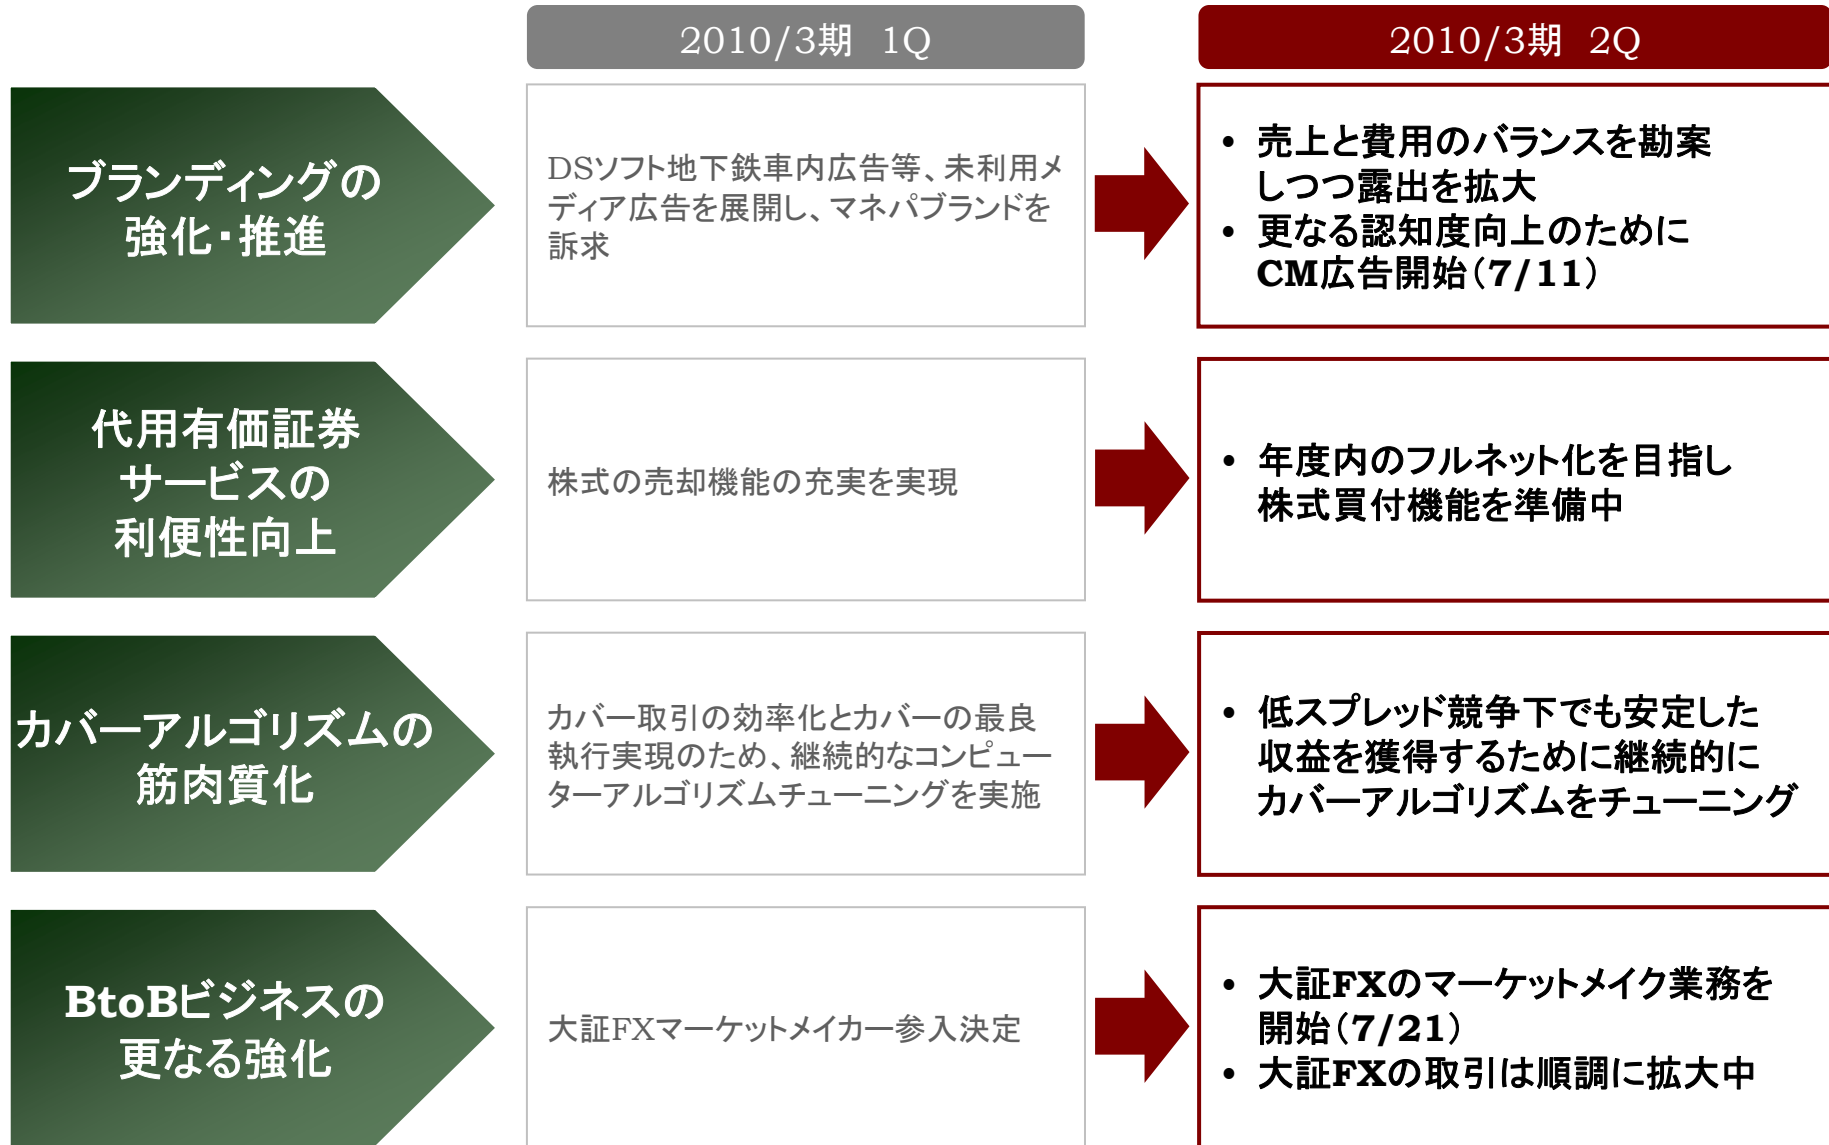 2010/3期 1Q
2010/3期 2Q
ブランディングの
強化・推進
DSソフト地下鉄車内広告等、未利用メ
ディア広告を展開し、マネパブランドを
訴求
• 売上と費用のバランスを勘案
しつつ露出を拡大
• 更なる認知度向上のために
CM広告開始（7/11）
代用有価証券
サービスの
利便性向上
株式の売却機能の充実を実現
• 年度内のフルネット化を目指し
株式買付機能を準備中
カバーアルゴリズムの
筋肉質化
カバー取引の効率化とカバーの最良
執行実現のため、継続的なコンピュー
ターアルゴリズムチューニングを実施
• 低スプレッド競争下でも安定した
収益を獲得するために継続的に
カバーアルゴリズムをチューニング
BtoBビジネスの
更なる強化
大証FXマーケットメイカー参入決定
• 大証FXのマーケットメイク業務を
開始（7/21）
• 大証FXの取引は順調に拡大中